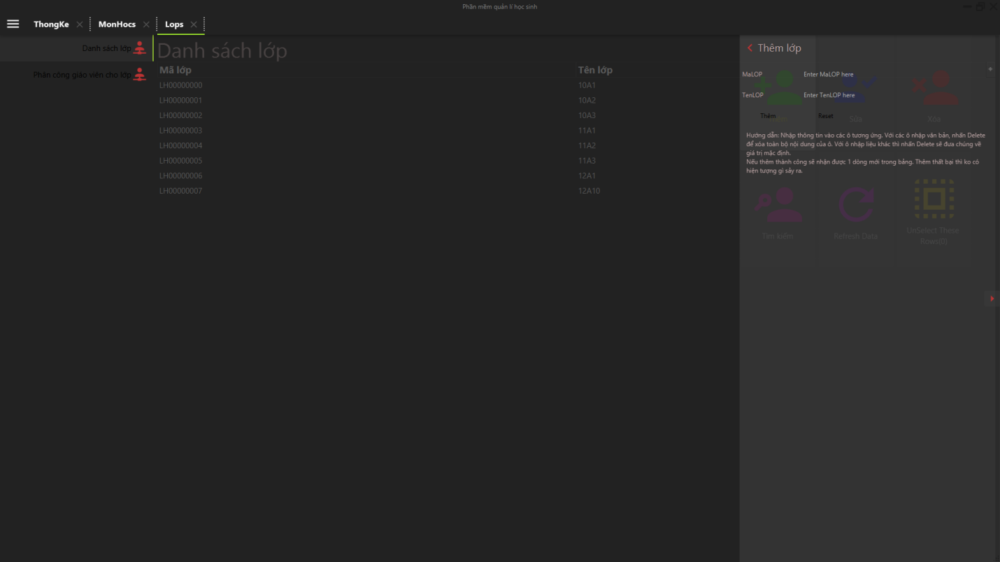 Phần mềm quản lí học sinh
ThongKe
MonHocs
Lops
Danh sách lớp
Phân công giáo viên cho lớp
Danh sách lớp
Mã lớp Tên lớp
LH00000000 10A1
LH00000001 10A2
LH00000002 10A3
LH00000003 11A1
LH00000004 11A2
LH00000005 11A3
LH00000006 12A1
LH00000007 12A10
Thêm lớp
MaLOP Enter MaLOP here
TenLOP Enter TenLOP here
Thêm Reset
Sửa
Xóa
Hướng dẫn: Nhập thông tin vào các ô tương ứng. Với các ô nhập văn bản, nhấn Delete
để xóa toàn bộ nội dung của ô. Với ô nhập liệu khác thì nhấn Delete sẽ đưa chúng về
giá trị mặc định.
Nếu thêm thành công sẽ nhận được 1 dòng mới trong bảng. Thêm thất bại thì ko có
hiện tượng gì sảy ra.
Tìm kiếm
Refresh Data
UnSelect These
Rows(0)